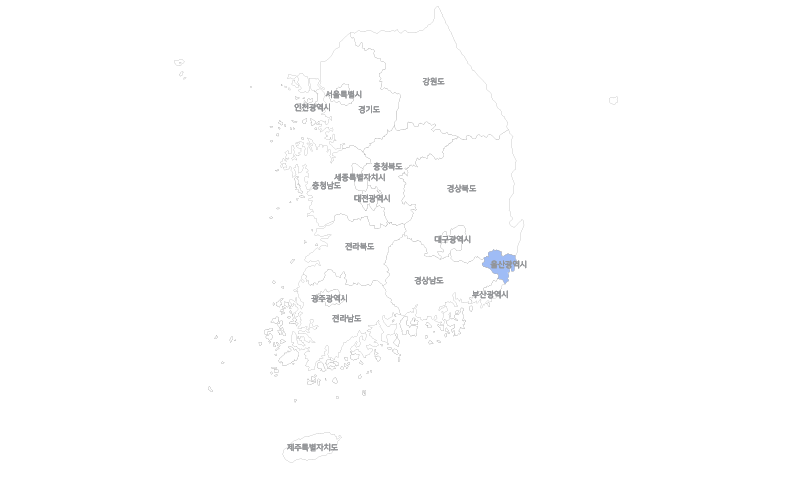 강원도
서울특별시
인천광역시
경기도
충청북도
세종특별자치시
충청남도
경상북도
대전광역시
대구광역시
전라북도
울산광역시
경상남도
부산광역시
광주광역시
전라남도
제주특별자치도